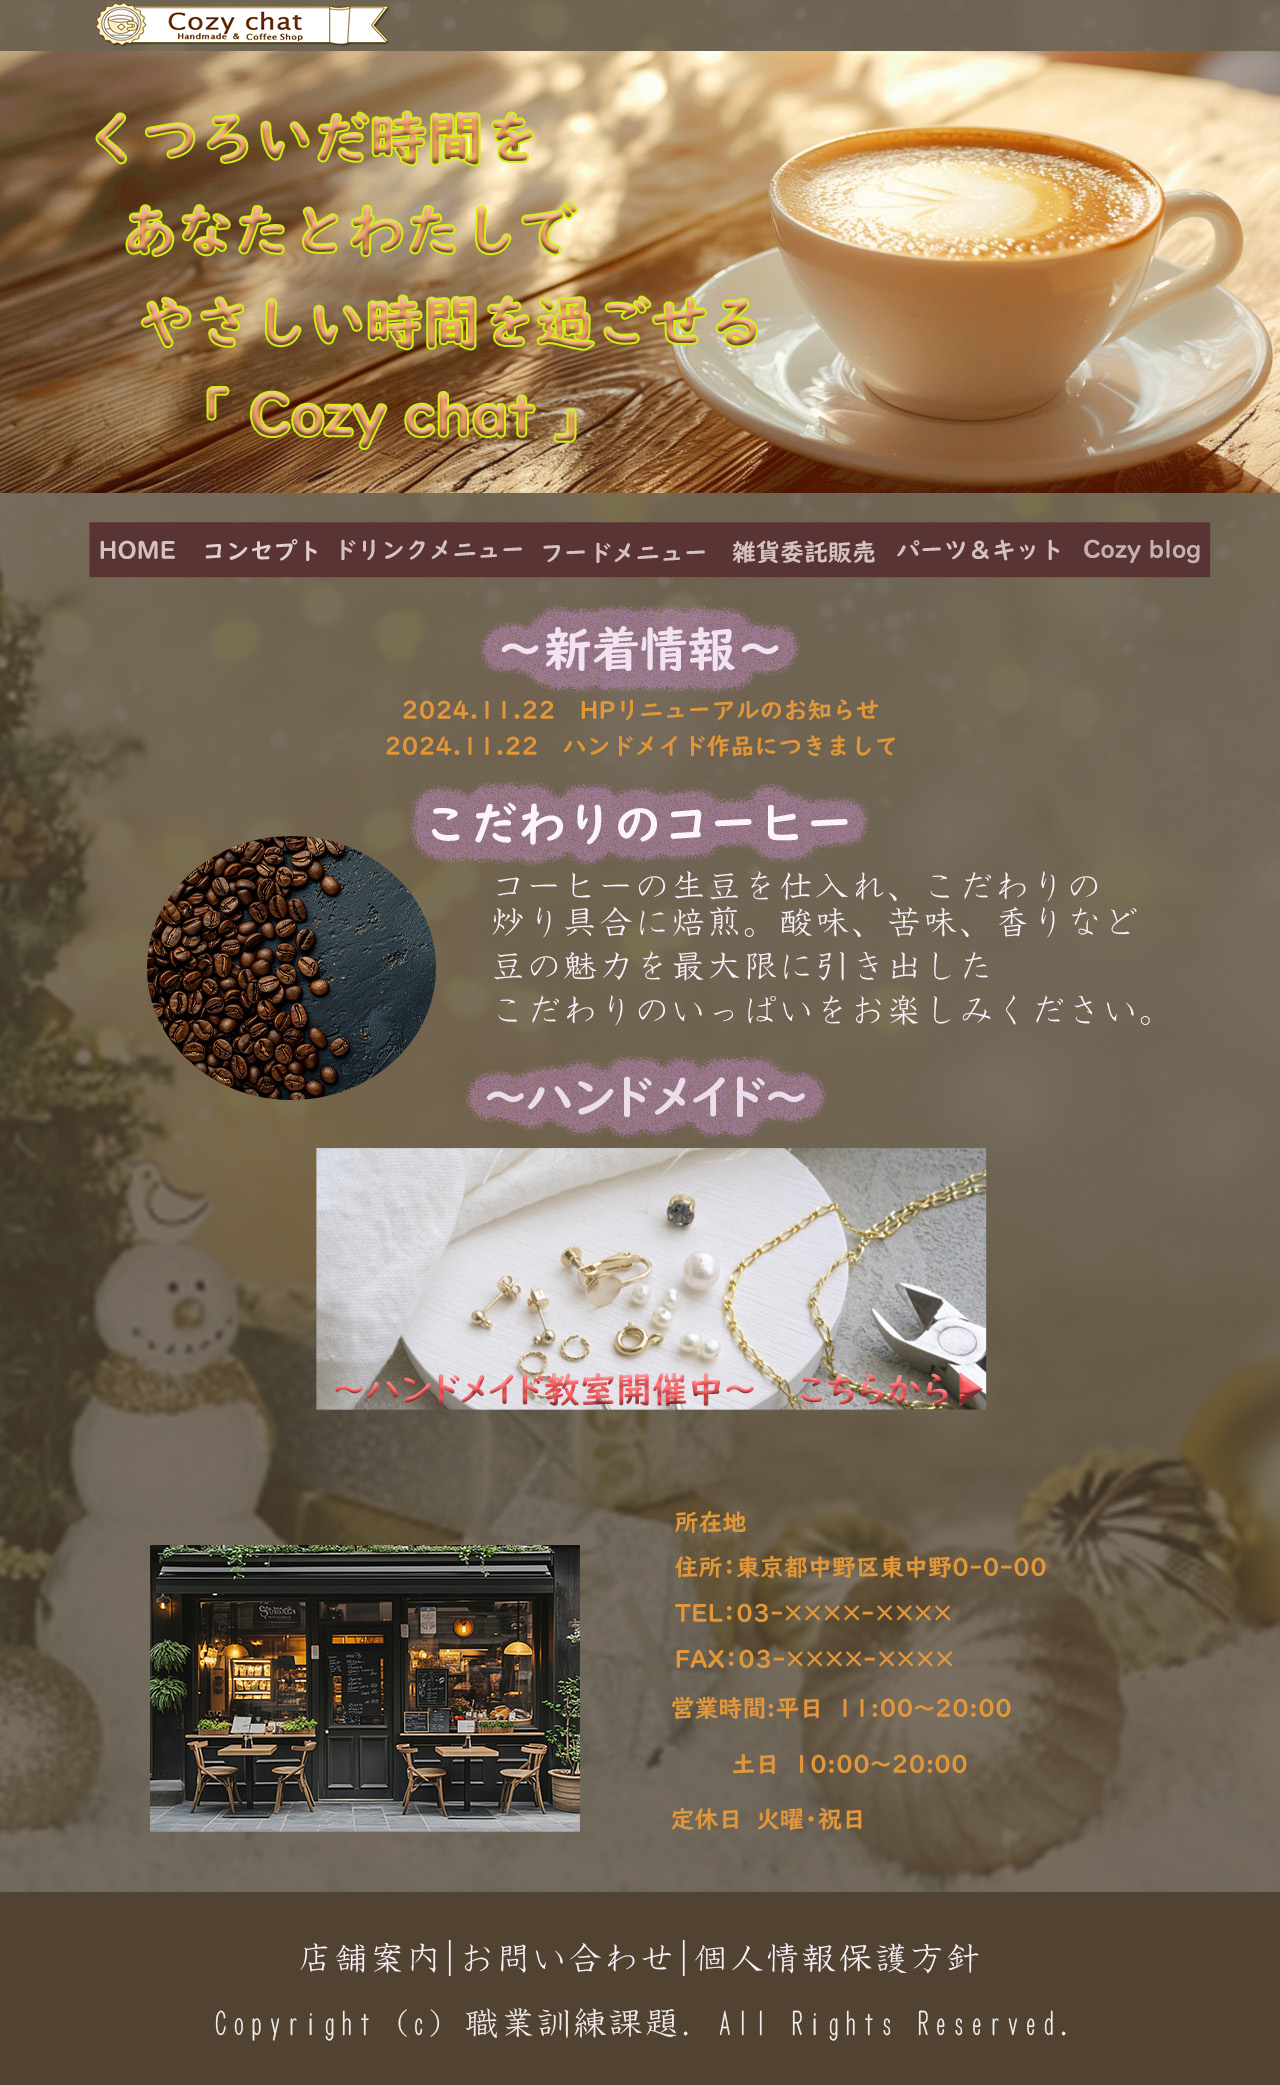 Cozy chat
Handmade & Coffee Shop
くつろいだ時間を
あなたとわたしで
やさしい時間を過ごせる
「 Cozy chat 」
HOME コンセプト ドリンクメニュー フードメニュー 雑貨委託販売 パーツ&キット Cozy blog
～新着情報～
2024.11.22 HPリニューアルのお知らせ
2024.11.22 ハンドメイド作品につきまして
こだわりのコーヒー
コーヒーの生豆を仕入れ、こだわりの
炒り具合に焙煎。酸味、苦味、香りなど
豆の魅力を最大限に引き出した
こだわりのいっぱいをお楽しみください。
～ハンドメイド～
～ハンドメイド教室開催中～ こちらから▶
所在地
住所：東京都中野区東中野0-0-00
TEL：03-××××-××××
FAX：03-××××-××××
営業時間：平日 11:00～20:00
土日 10:00～20:00
定休日 火曜・祝日
店舗案内|お問い合わせ|個人情報保護方針
Copyright (c) 職業訓練課題. All Rights Reserved.